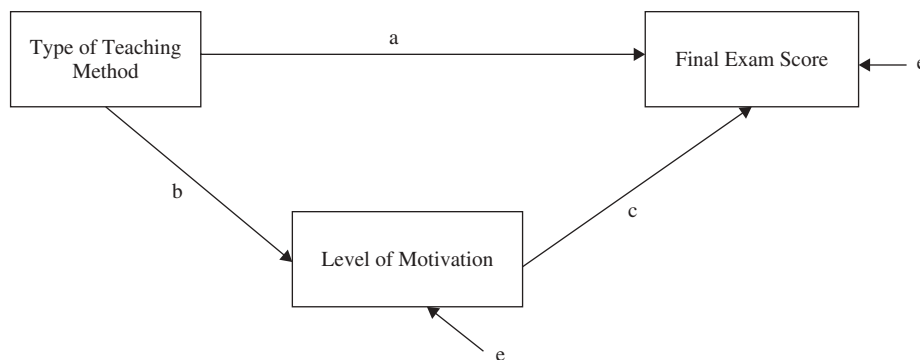 Type of Teaching
Method
a
Final Exam Score
e
b
Level of Motivation
c
e